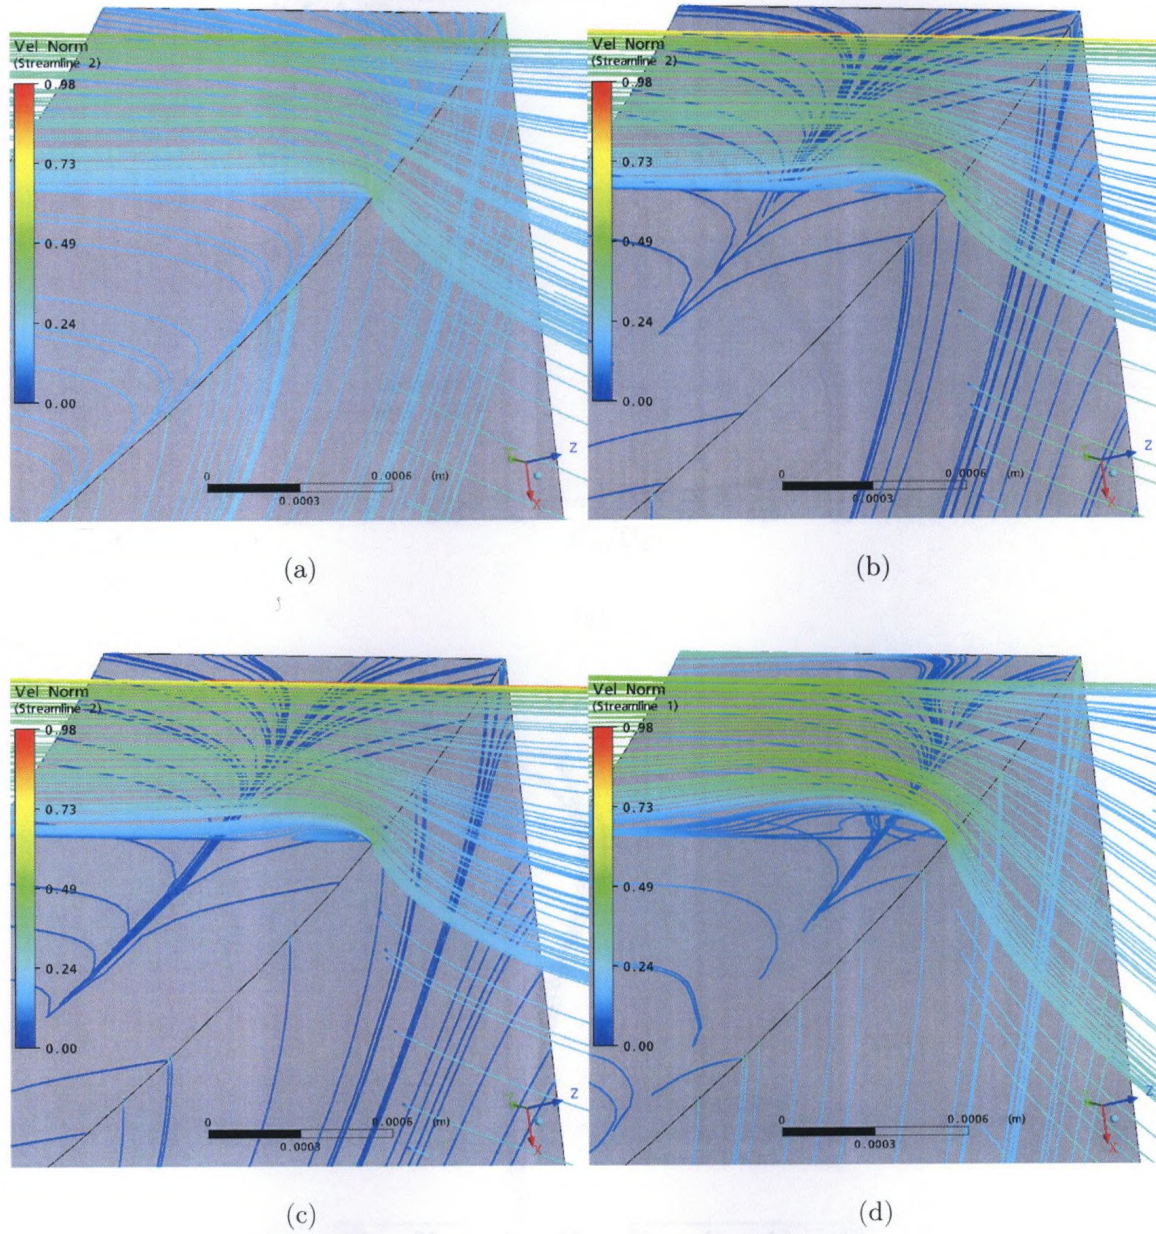 Vel Norm
(Streamline 2)
0.98
0.73
0.49
0.24
0.00
0
0.0006 (m)
0.0003
Z
X
(a)
Vel Norm
(Streamline 2)
0.98
0.73
0.49
0.24
0.00
0
0.0006 (m)
0.0003
Z
X
(b)
Vel Norm
(Streamline 2)
0.98
0.73
0.49
0.24
0.00
0
0.0006 (m)
0.0003
Z
X
(c)
Vel Norm
(Streamline 1)
0.98
0.73
0.49
0.24
0.00
0
0.0006 (m)
0.0003
Z
X
(d)